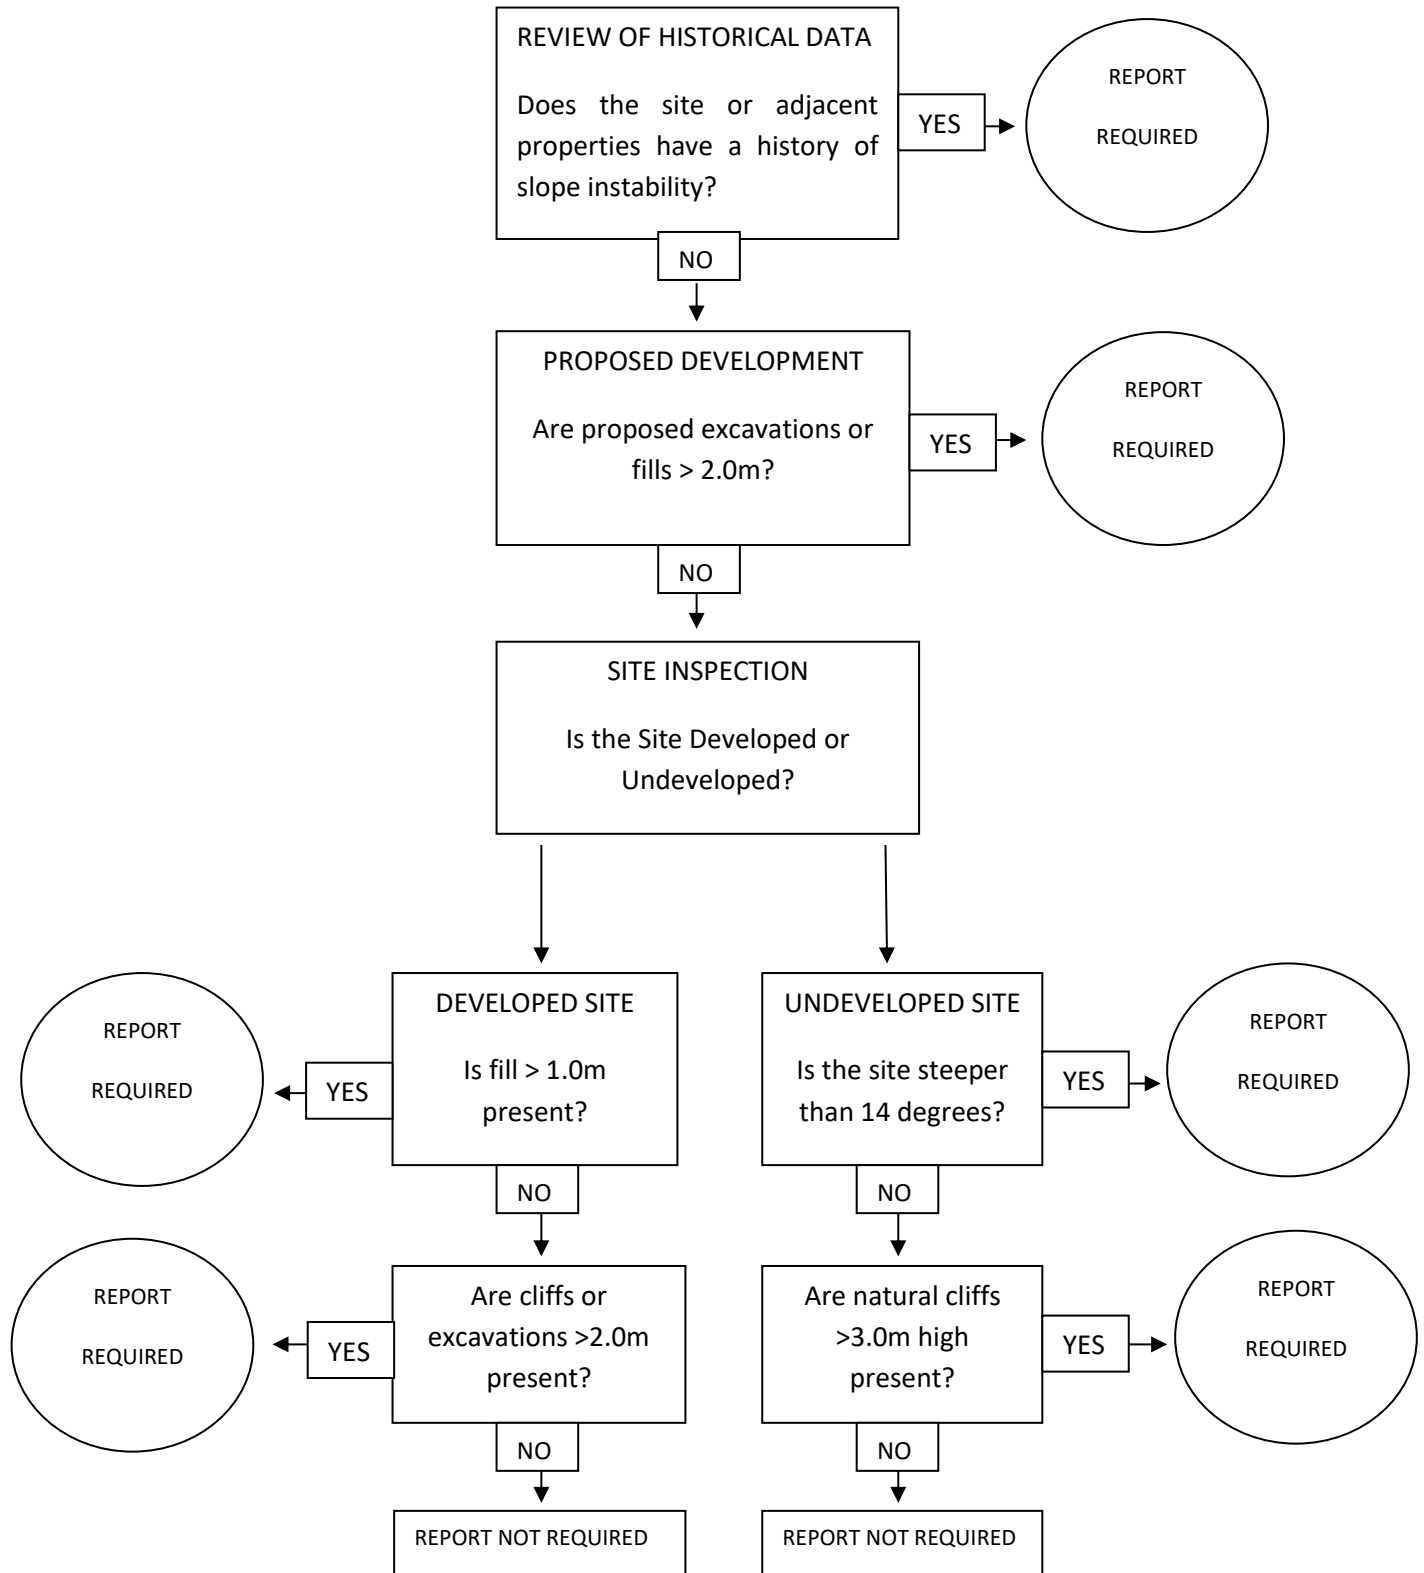 REVIEW OF HISTORICAL DATA
Does the site or adjacent
properties have a history of
slope instability?
YES
REPORT
REQUIRED
NO
PROPOSED DEVELOPMENT
Are proposed excavations or
fills > 2.0m?
YES
REPORT
REQUIRED
NO
SITE INSPECTION
Is the Site Developed or
Undeveloped?
DEVELOPED SITE
Is fill > 1.0m
present?
YES
REPORT
REQUIRED
NO
UNDEVELOPED SITE
Is the site steeper
than 14 degrees?
YES
REPORT
REQUIRED
NO
Are cliffs or
excavations >2.0m
present?
YES
REPORT
REQUIRED
NO
Are natural cliffs
>3.0m high
present?
YES
REPORT
REQUIRED
NO
REPORT NOT REQUIRED
REPORT NOT REQUIRED